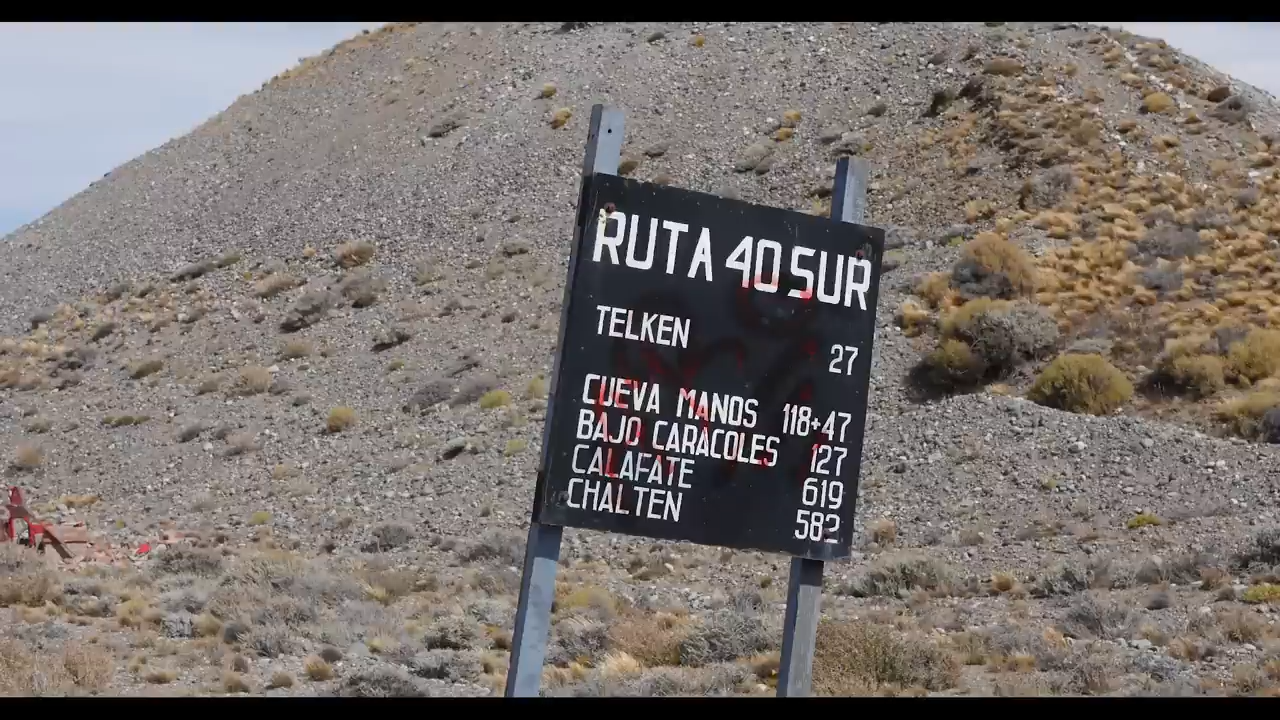 RUTA 40 SUR
TELKEN 27
CUEVA MANOS 118+47
BAJO CARACOLES 127
CALAFATE 619
CHALTEN 582